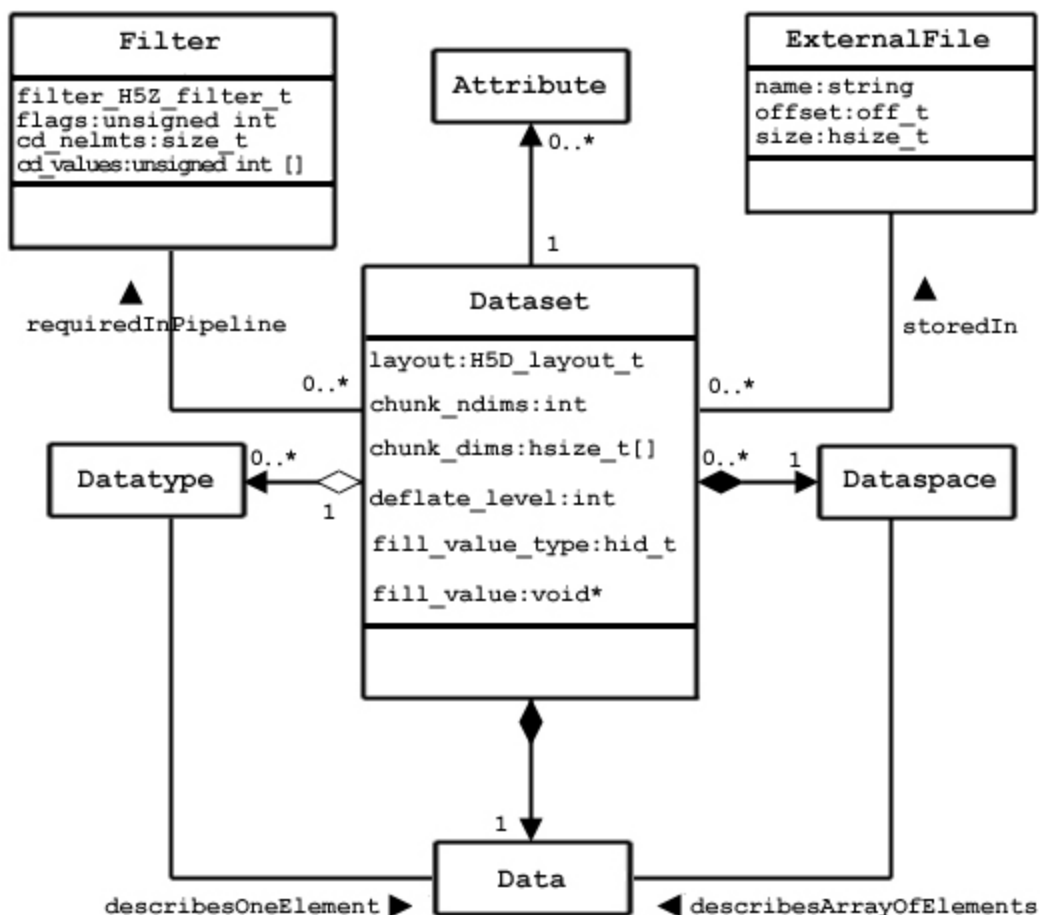 Filter
filter_H5Z_filter_t
flags:unsigned int
cd_nelmts:size_t
cd_values:unsigned int []
Attribute
0..*
1
ExternalFile
name:string
offset:off_t
size:hsize_t
requiredInPipeline
storedIn
0..*
0..*
Dataset
layout:H5D_layout_t
chunk_ndims:int
chunk_dims:hsize_t[]
deflate_level:int
fill_value_type:hid_t
fill_value:void*
Datatype
0..*
1
0..*
1
Dataspace
1
Data
describesOneElement
describesArrayOfElements